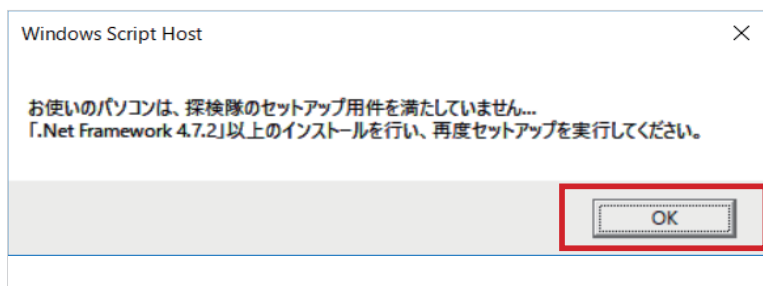 Windows Script Host
お使いのパソコンは、探検隊のセットアップ用件を満たしていません...
「.Net Framework 4.7.2」以上のインストールを行い、再度セットアップを実行してください。
OK